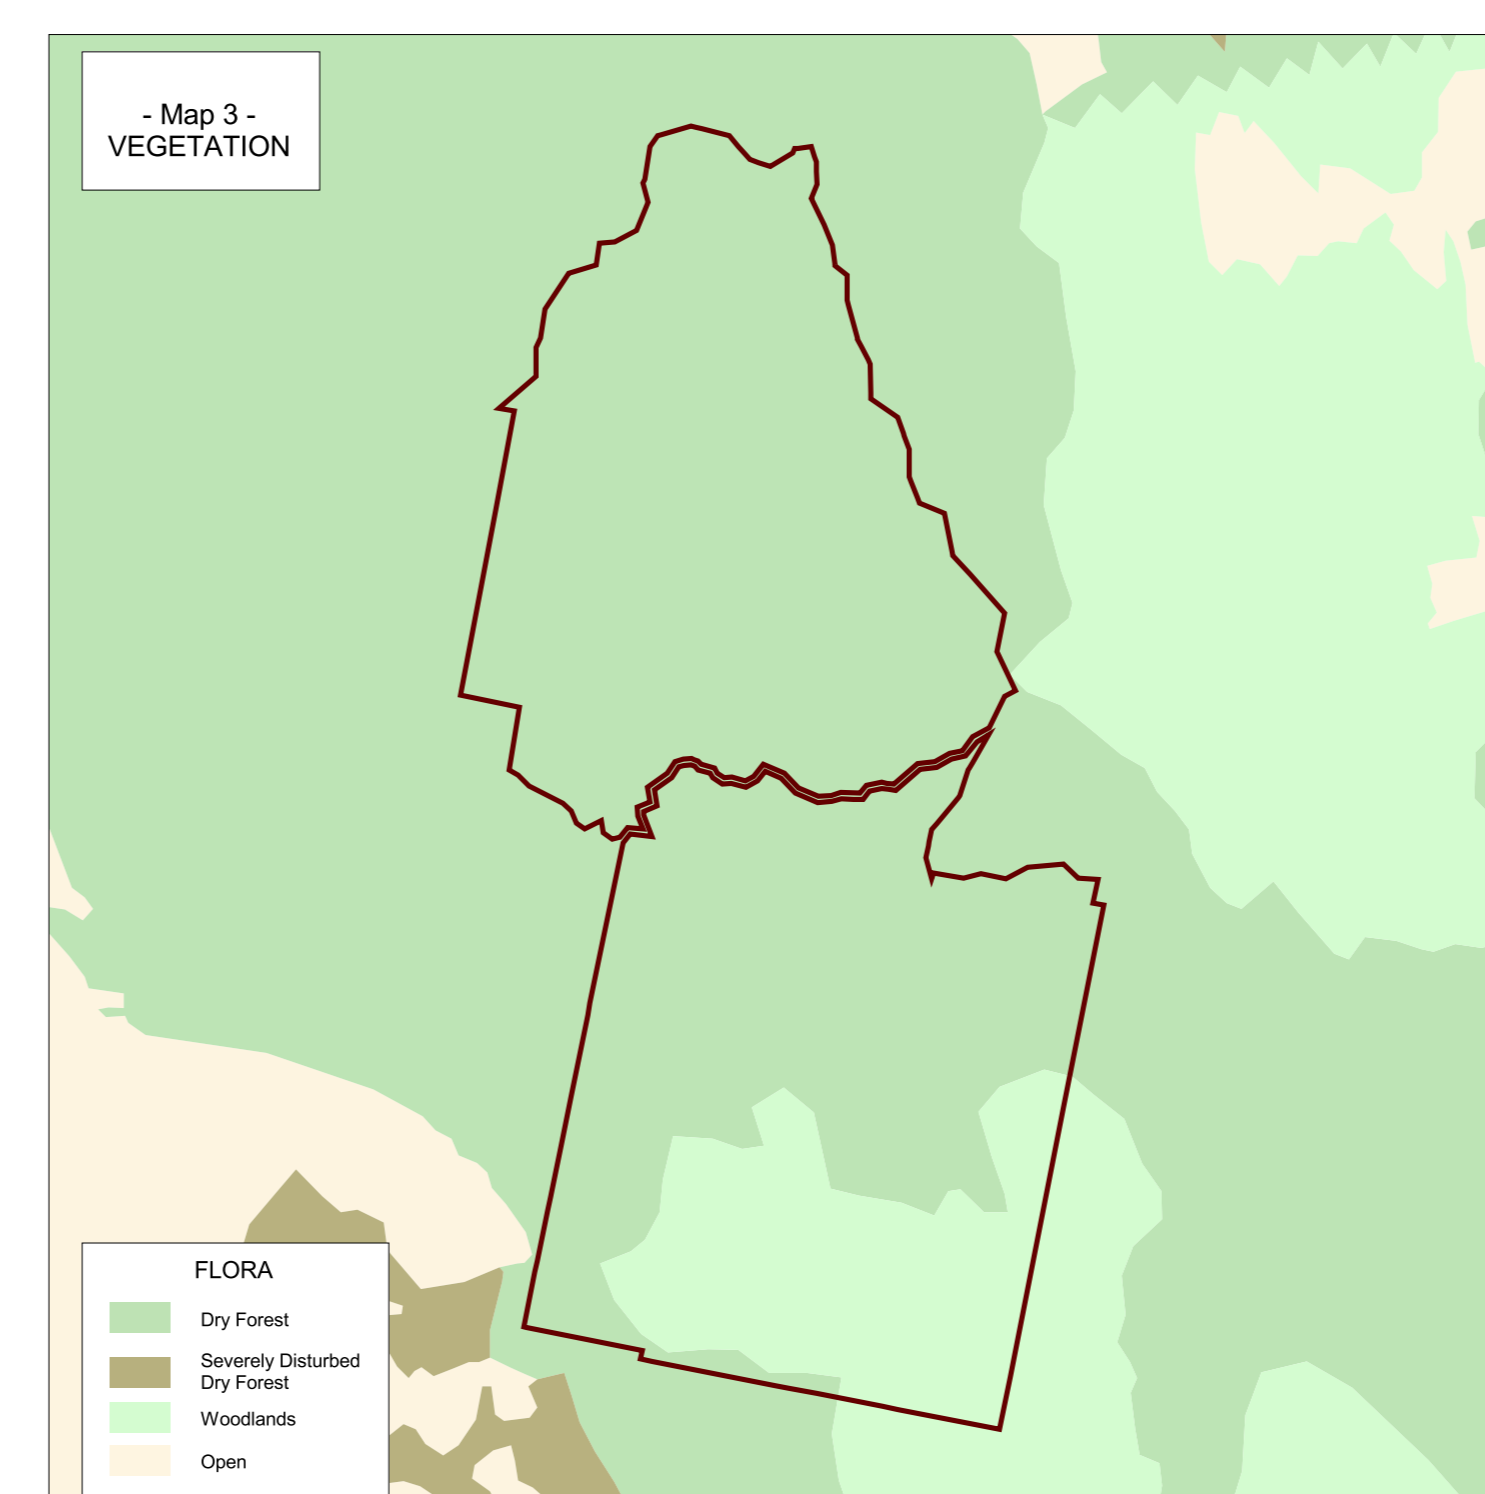 - Map 3 -
VEGETATION
FLORA
Dry Forest
Severely Disturbed
Dry Forest
Woodlands
Open